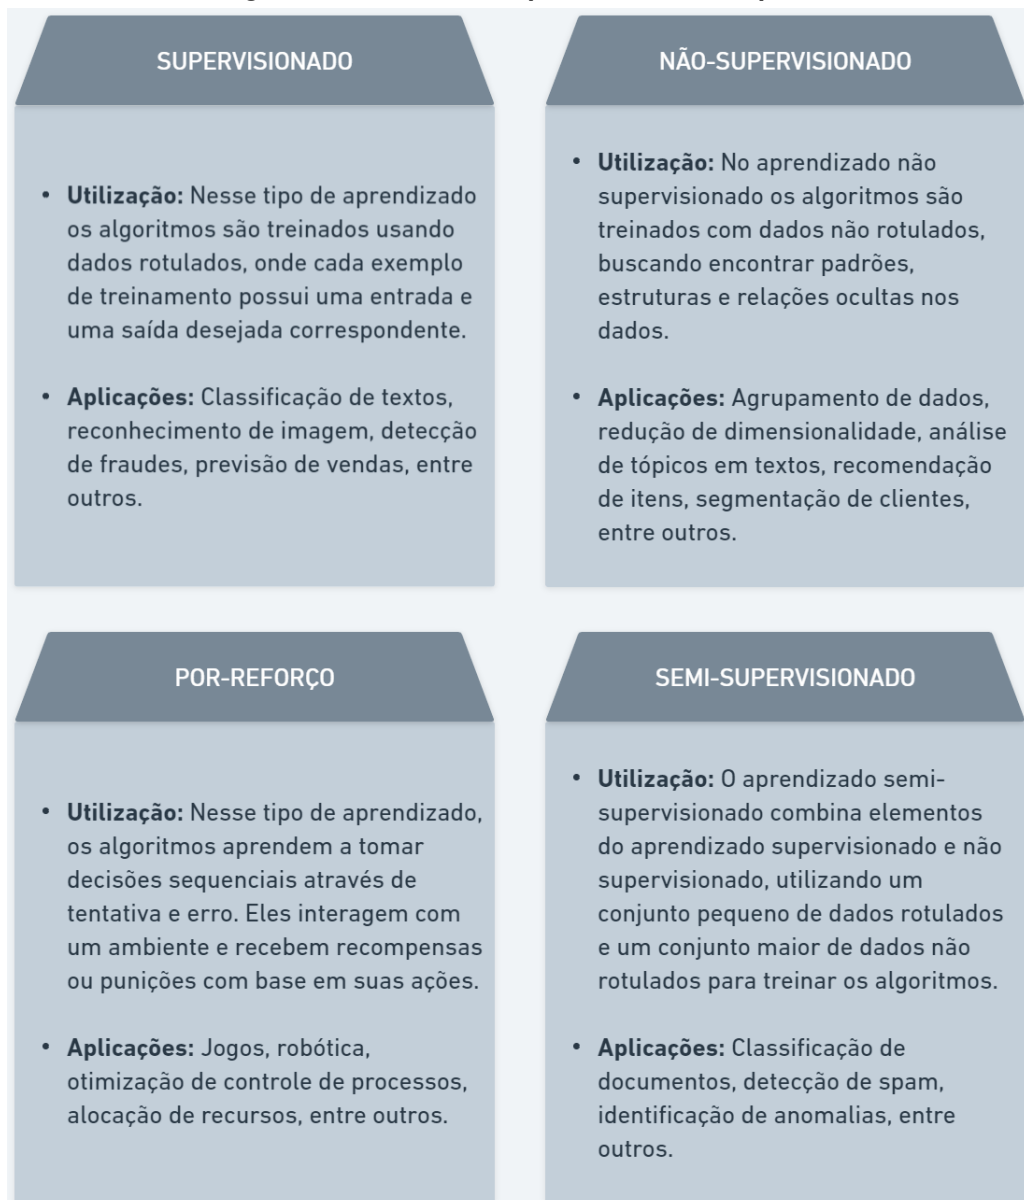 SUPERVISIONADO
• Utilização: Nesse tipo de aprendizado
os algoritmos são treinados usando
dados rotulados, onde cada exemplo
de treinamento possui uma entrada e
uma saída desejada correspondente.
• Aplicações: Classificação de textos,
reconhecimento de imagem, detecção
de fraudes, previsão de vendas, entre
outros.
NÃO-SUPERVISIONADO
• Utilização: No aprendizado não
supervisionado os algoritmos são
treinados com dados não rotulados,
buscando encontrar padrões,
estruturas e relações ocultas nos
dados.
• Aplicações: Agrupamento de dados,
redução de dimensionalidade, análise
de tópicos em textos, recomendação
de itens, segmentação de clientes,
entre outros.
POR-REFORÇO
• Utilização: Nesse tipo de aprendizado,
os algoritmos aprendem a tomar
decisões sequenciais através de
tentativa e erro. Eles interagem com
um ambiente e recebem recompensas
ou punições com base em suas ações.
• Aplicações: Jogos, robótica,
otimização de controle de processos,
alocação de recursos, entre outros.
SEMI-SUPERVISIONADO
• Utilização: O aprendizado semi-
supervisionado combina elementos
do aprendizado supervisionado e não
supervisionado, utilizando um
conjunto pequeno de dados rotulados
e um conjunto maior de dados não
rotulados para treinar os algoritmos.
• Aplicações: Classificação de
documentos, detecção de spam,
identificação de anomalias, entre
outros.